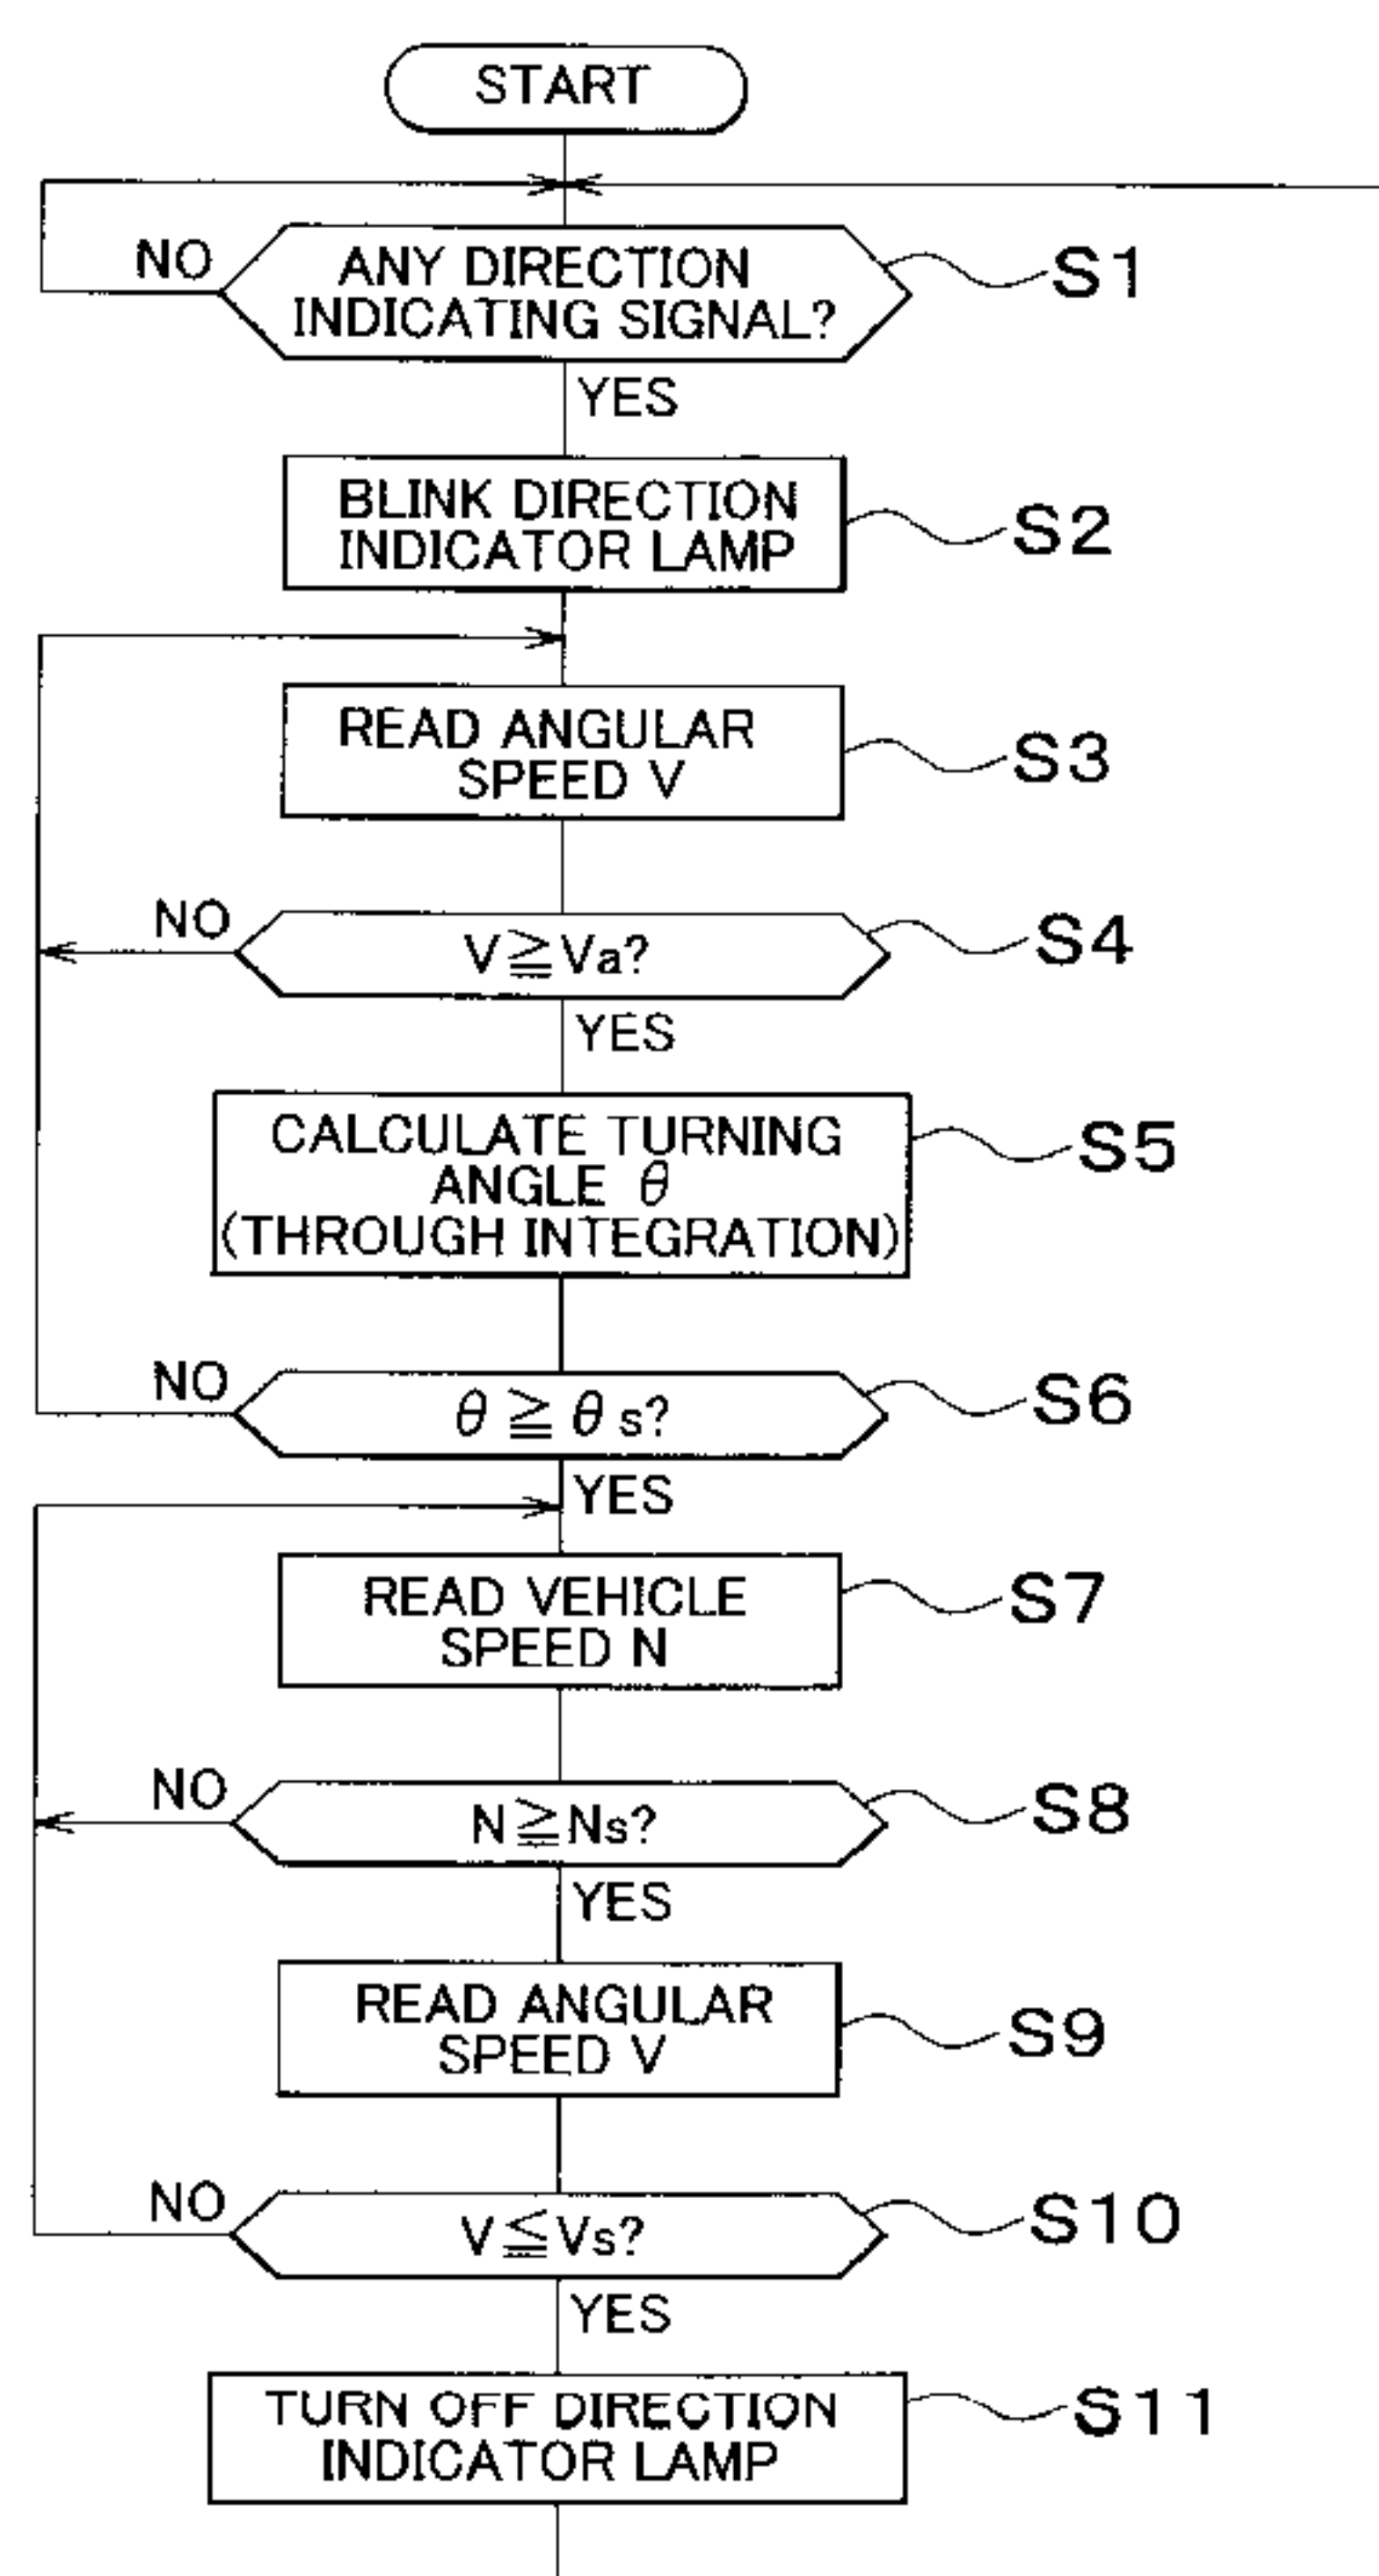 START
NO
ANY DIRECTION
INDICATING SIGNAL?
S1
YES
BLINK DIRECTION
INDICATOR LAMP
S2
READ ANGULAR
SPEED V
S3
NO
V≧Va?
S4
YES
CALCULATE TURNING
ANGLE θ
(THROUGH INTEGRATION)
S5
NO
θ ≧ θ s?
S6
YES
READ VEHICLE
SPEED N
S7
NO
N≧Ns?
S8
YES
READ ANGULAR
SPEED V
S9
NO
V≦Vs?
S10
YES
TURN OFF DIRECTION
INDICATOR LAMP
S11